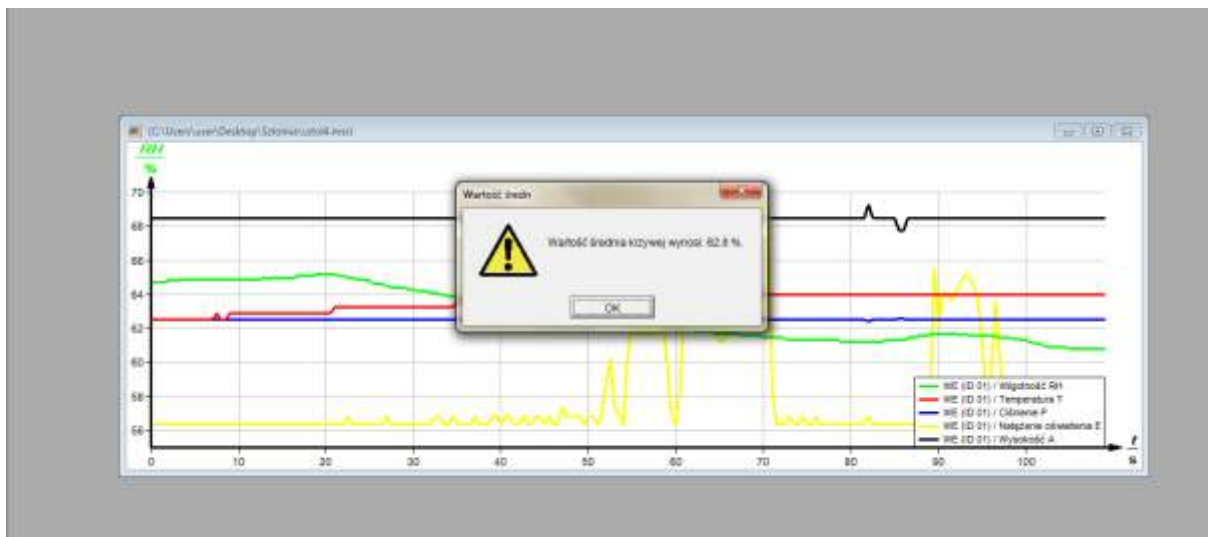 RH
%
Wartość średn
Wartość średnia krzywej wynosi: 62.8 %.
OK
70
68
66
64
62
60
58
56
0 10 20 30 40 50 60 70 80 90 100
t
s
WE (ID 01) / Wilgotność RH
WE (ID 01) / Temperatura T
WE (ID 01) / Ciśnienie P
WE (ID 01) / Natężenie oświetlenia E
WE (ID 01) / Wysokość A